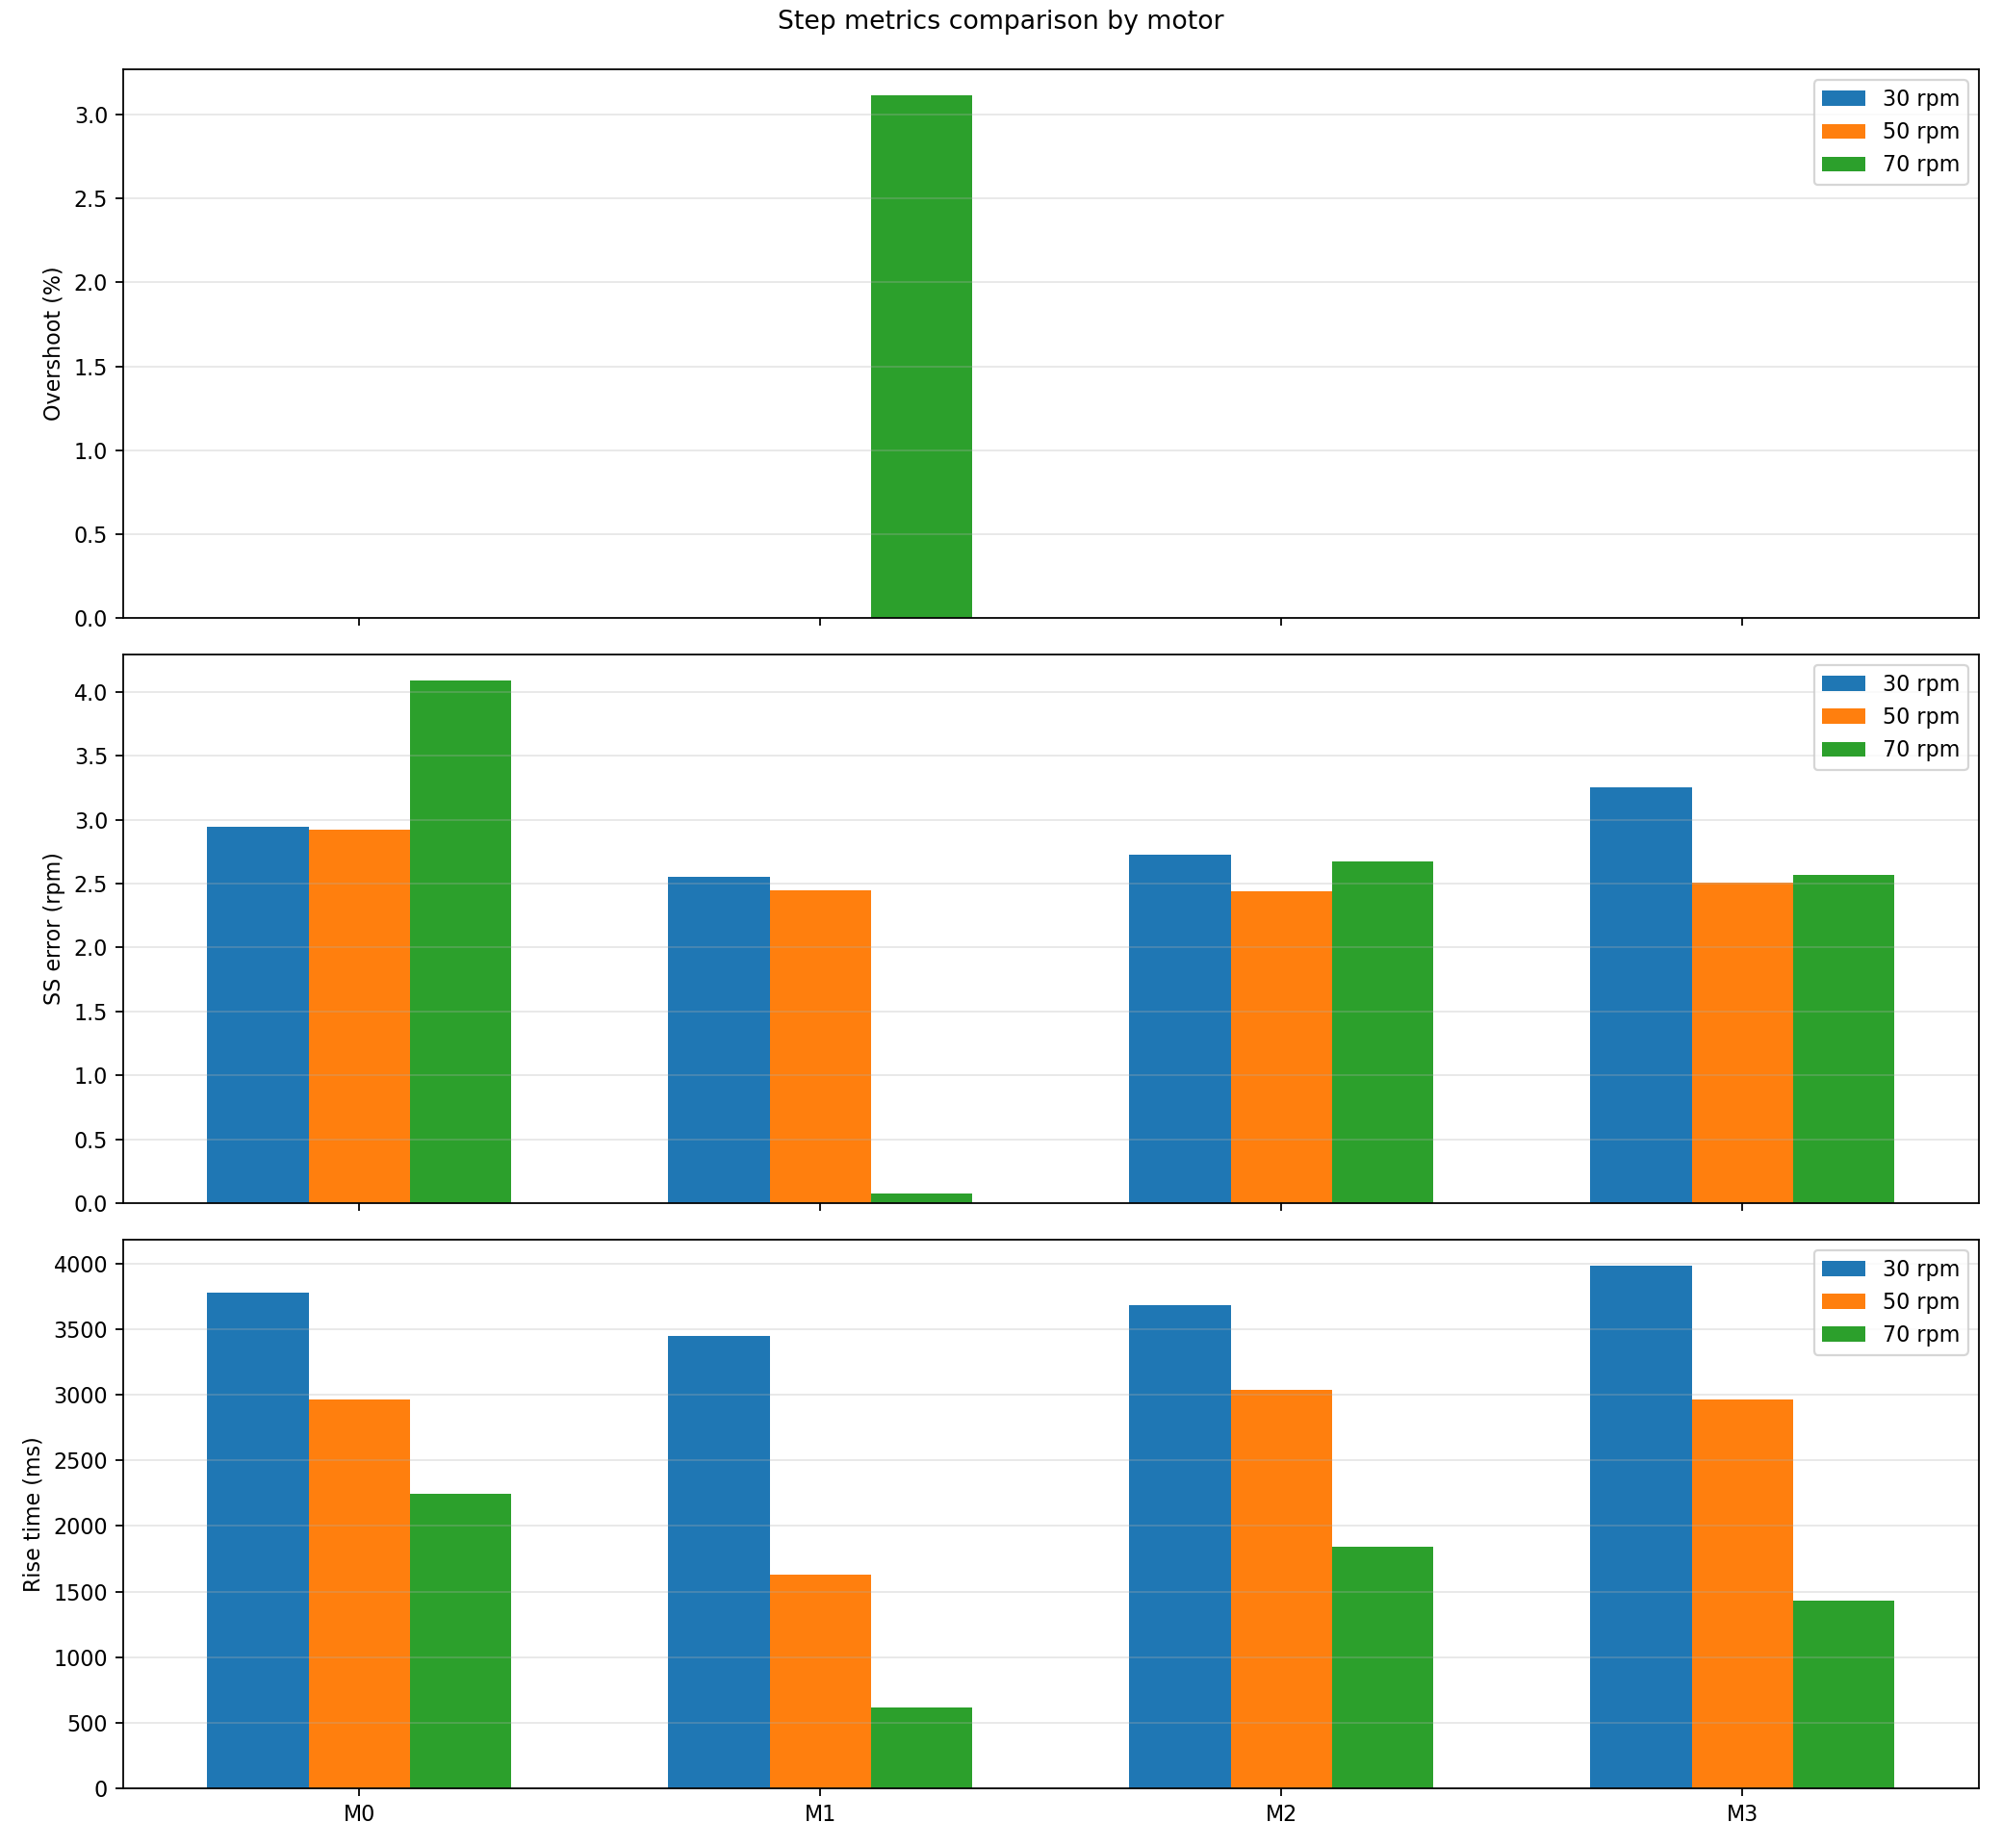 Step metrics comparison by motor
Overshoot (%)
3.0
2.5
2.0
1.5
1.0
0.5
0.0
30 rpm
50 rpm
70 rpm
SS error (rpm)
4.0
3.5
3.0
2.5
2.0
1.5
1.0
0.5
0.0
30 rpm
50 rpm
70 rpm
Rise time (ms)
4000
3500
3000
2500
2000
1500
1000
500
0
30 rpm
50 rpm
70 rpm
M0 M1 M2 M3